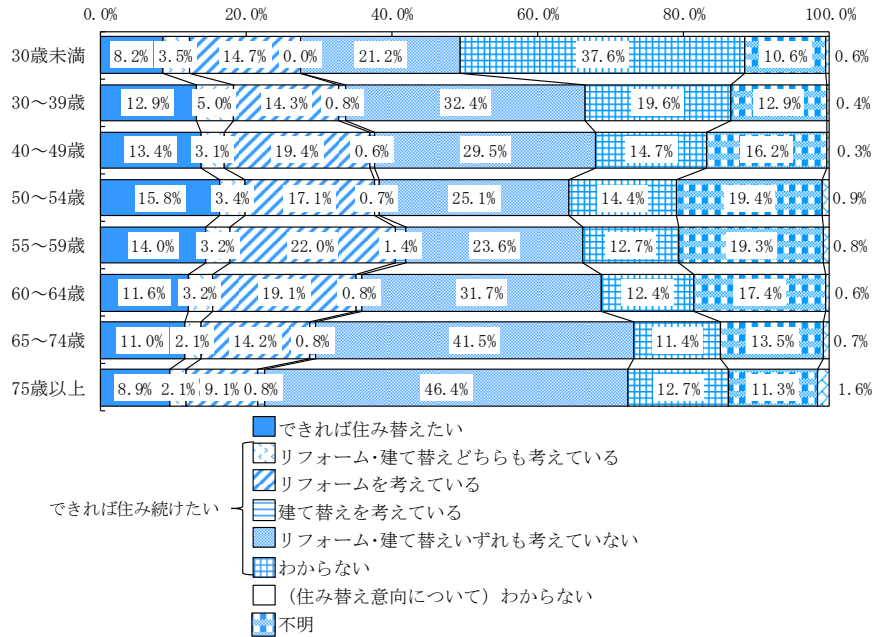 0.0% 20.0% 40.0% 60.0% 80.0% 100.0%
30歳未満 8.2% 3.5% 14.7% 0.0% 21.2% 37.6% 10.6% 0.6%
30～39歳 12.9% 5.0% 14.3% 0.8% 32.4% 19.6% 12.9% 0.4%
40～49歳 13.4% 3.1% 19.4% 0.6% 29.5% 14.7% 16.2% 0.3%
50～54歳 15.8% 3.4% 17.1% 0.7% 25.1% 14.4% 19.4% 0.9%
55～59歳 14.0% 3.2% 22.0% 1.4% 23.6% 12.7% 19.3% 0.8%
60～64歳 11.6% 3.2% 19.1% 0.8% 31.7% 12.4% 17.4% 0.6%
65～74歳 11.0% 2.1% 14.2% 0.8% 41.5% 11.4% 13.5% 0.7%
75歳以上 8.9% 2.1% 9.1% 0.8% 46.4% 12.7% 11.3% 1.6%
できれば住み替えたい
リフォーム・建て替えどちらも考えている
リフォームを考えている
できれば住み続けたい
建て替えを考えている
リフォーム・建て替えいずれも考えていない
わからない
（住み替え意向について）わからない
不明